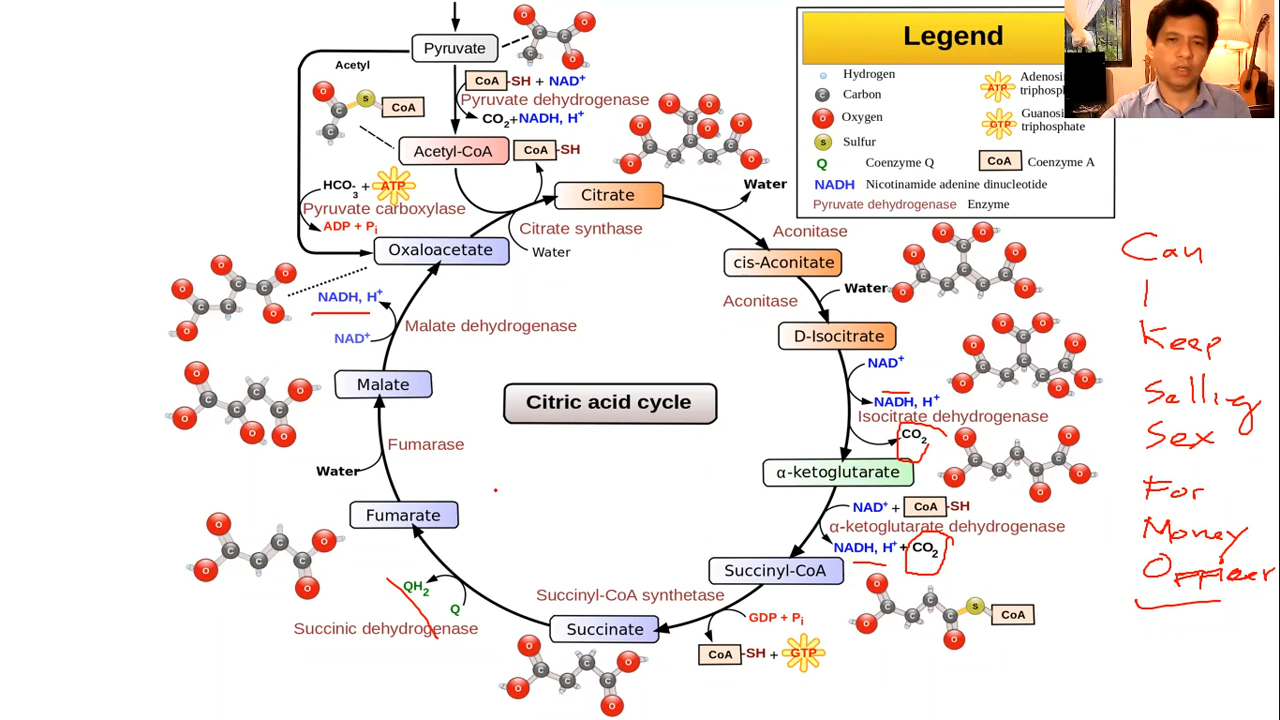 Pyruvate
Acetyl
CoA-SH + NAD+
Pyruvate dehydrogenase
CO2+NADH, H+
S CoA
Acetyl-CoA
CoA-SH
HCO3- + ATP
Pyruvate carboxylase
ADP + Pi
Citrate
Water
Citrate synthase
Water
Oxaloacetate
Aconitase
cis-Aconitate
Aconitase
Water
D-Isocitrate
NADH, H+
NAD+
Malate dehydrogenase
NAD+
NADH, H+
Isocitrate dehydrogenase
CO2
Malate
Citric acid cycle
Fumarase
Water
α-ketoglutarate
NAD+ + CoA-SH
α-ketoglutarate dehydrogenase
NADH, H+ + CO2
Fumarate
Succinyl-CoA
QH2
Q
Succinic dehydrogenase
Succinyl-CoA synthetase
GDP + Pi
Succinate
CoA-SH + GTP
S CoA
Legend
Hydrogen
Carbon
Oxygen
Sulfur
Q Coenzyme Q
NADH Nicotinamide adenine dinucleotide
Pyruvate dehydrogenase Enzyme
ATP Adenosi
triphosph
GTP Guanos
triphosphate
CoA Coenzyme A
Can
I
Keep
Selling
Sex
For
Money
Officer